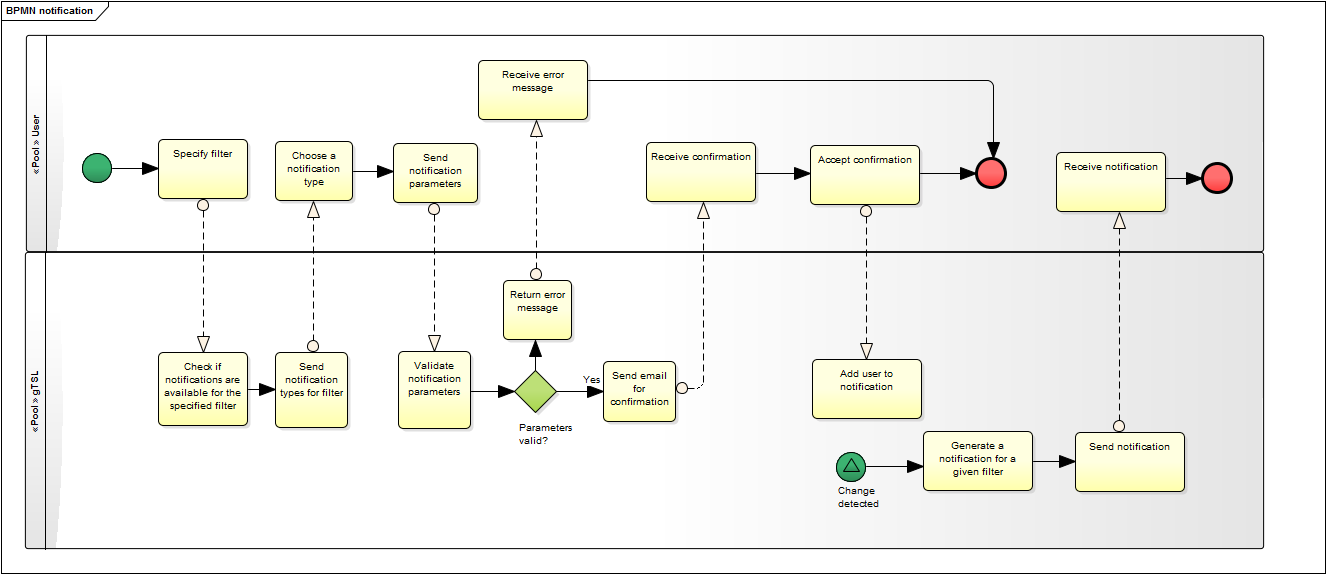 BPMN notification
«Pool» User
Receive error
message
Specify filter
Choose a
notification
type
Send
notification
parameters
Receive confirmation
Accept confirmation
Receive notification
«Pool» gTSL
Return error
message
Check if
notifications are
available for the
specified filter
Send
notification
types for filter
Validate
notification
parameters
Yes
Parameters
valid?
Send email
for
confirmation
Add user to
notification
Change
detected
Generate a
notification for a
given filter
Send notification